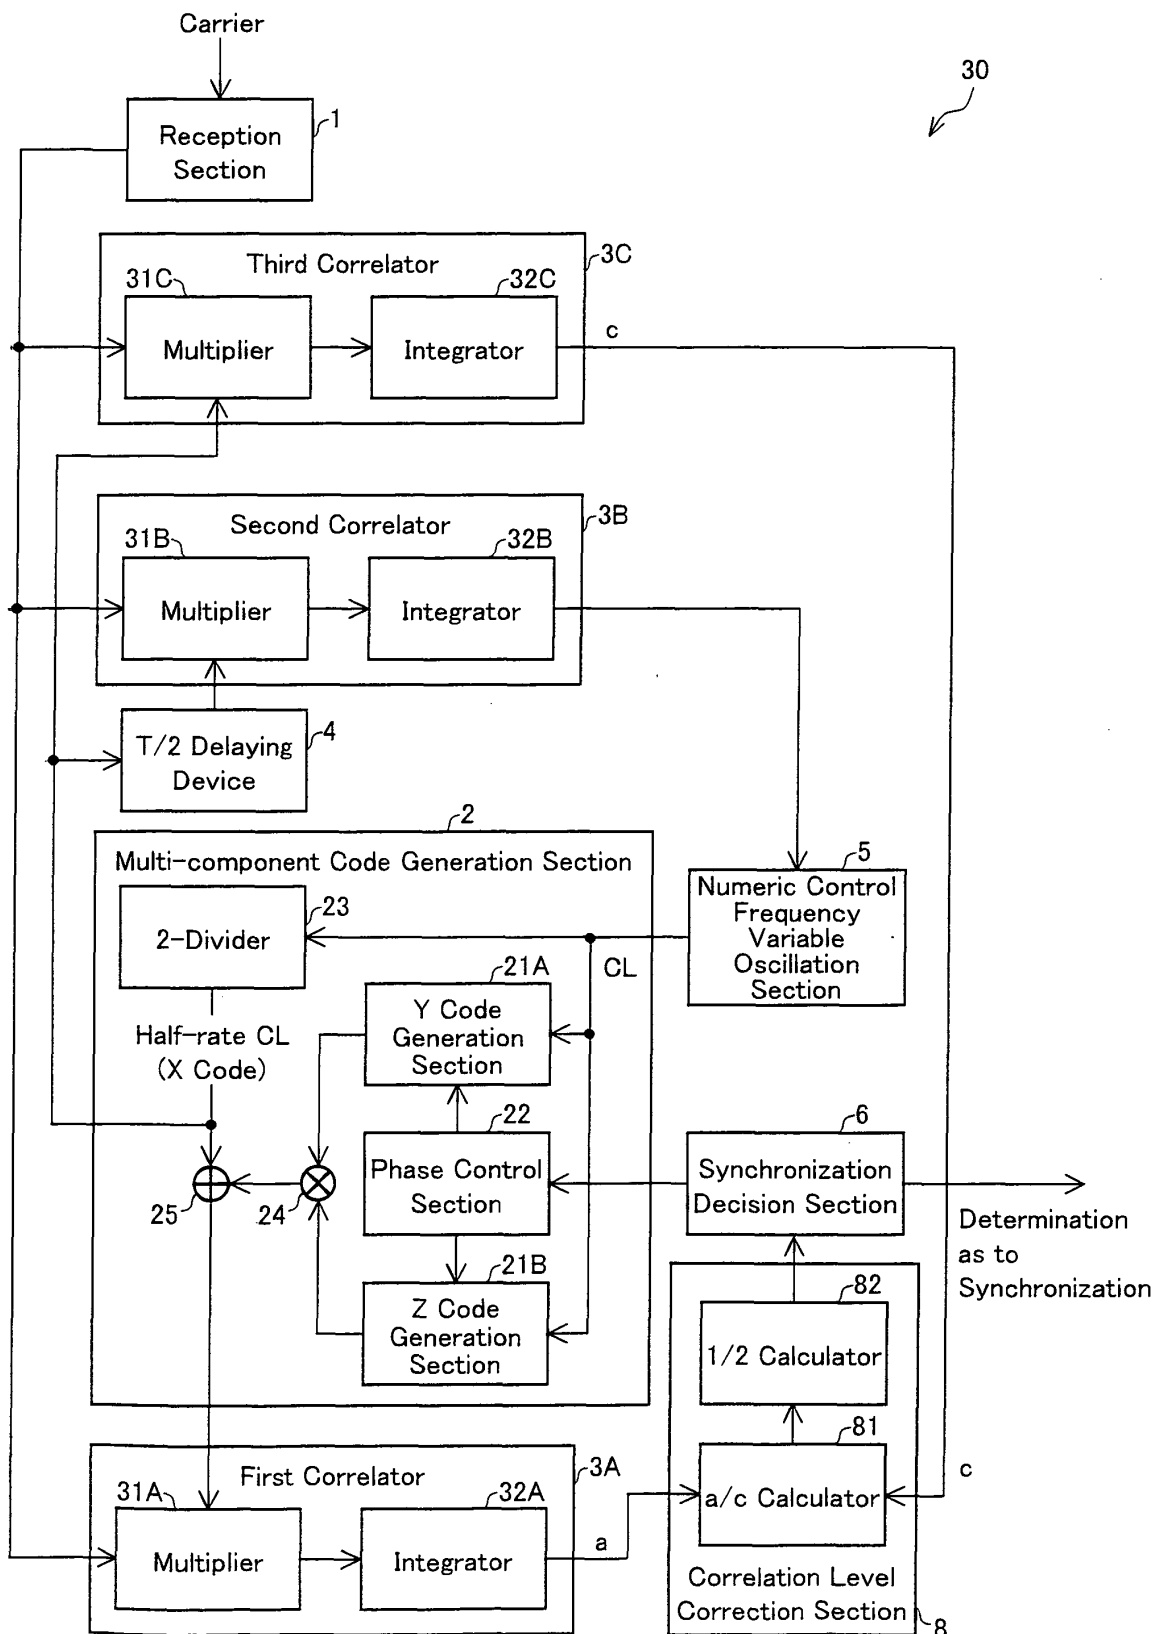 Carrier
30
1
Reception
Section
3C
Third Correlator
31C
32C
Multiplier
Integrator
c
3B
Second Correlator
31B
32B
Multiplier
Integrator
4
T/2 Delaying
Device
2
Multi-component Code Generation Section
5
Numeric Control
Frequency
Variable
Oscillation
Section
23
2-Divider
CL
21A
Y Code
Generation
Section
Half-rate CL
(X Code)
22
Phase Control
Section
6
Synchronization
Decision Section
25
24
Determination
as to
Synchronization
21B
Z Code
Generation
Section
82
1/2 Calculator
81
a/c Calculator
c
3A
First Correlator
31A
32A
Multiplier
Integrator
a
Correlation Level
Correction Section
8